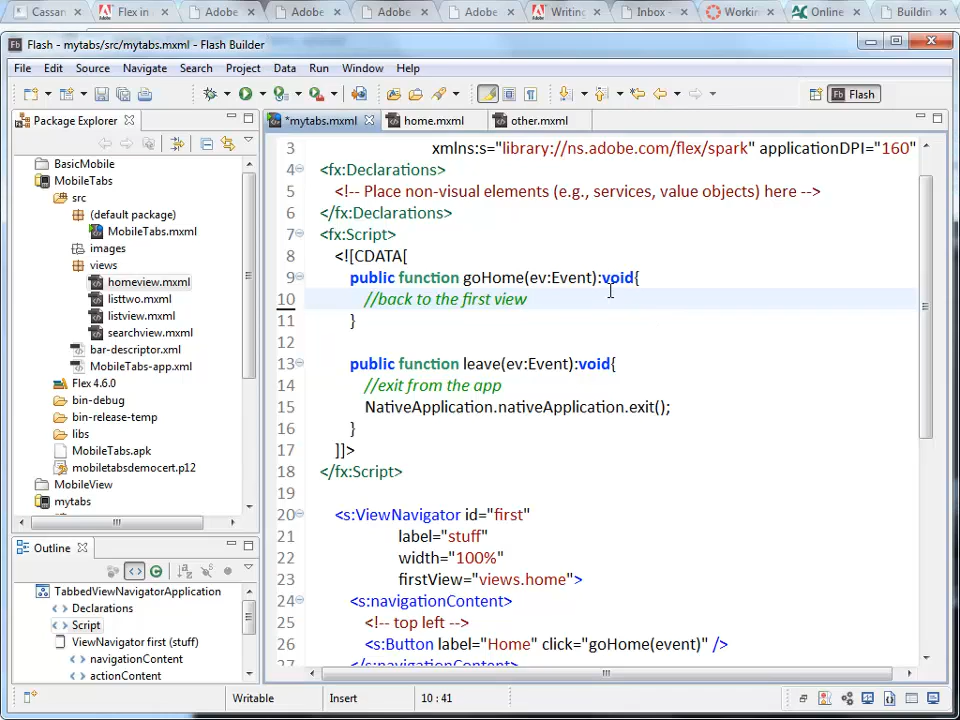 Cassan Flex in Adobe Adobe Adobe Adobe Writing Inbox - Workin Online Buildin
Flash - mytabs/src/mytabs.mxml - Flash Builder
File Edit Source Navigate Search Project Data Run Window Help
Flash
Package Explorer
*mytabs.mxml home.mxml other.mxml
BasicMobile
MobileTabs
src
(default package)
MobileTabs.mxml
images
views
homeview.mxml
listtwo.mxml
listview.mxml
searchview.mxml
bar-descriptor.xml
MobileTabs-app.xml
Flex 4.6.0
bin-debug
bin-release-temp
libs
MobileTabs.apk
mobiletabsdemocert.p12
MobileView
mytabs
3 xmlns:s="library://ns.adobe.com/flex/spark" applicationDPI="160"
4 <fx:Declarations>
5 <!-- Place non-visual elements (e.g., services, value objects) here -->
6 </fx:Declarations>
7 <fx:Script>
8 <![CDATA[
9 public function goHome(ev:Event):void{
10 //back to the first view
11 }
12
13 public function leave(ev:Event):void{
14 //exit from the app
15 NativeApplication.nativeApplication.exit();
16 }
17 ]]>
18 </fx:Script>
19
20 <s:ViewNavigator id="first"
21 label="stuff"
22 width="100%"
23 firstView="views.home">
24 <s:navigationContent>
25 <!-- top left -->
26 <s:Button label="Home" click="goHome(event)" />
27 </s:navigationContent>
Outline
TabbedViewNavigatorApplication
Declarations
Script
ViewNavigator first (stuff)
navigationContent
actionContent
Writable Insert 10 : 41